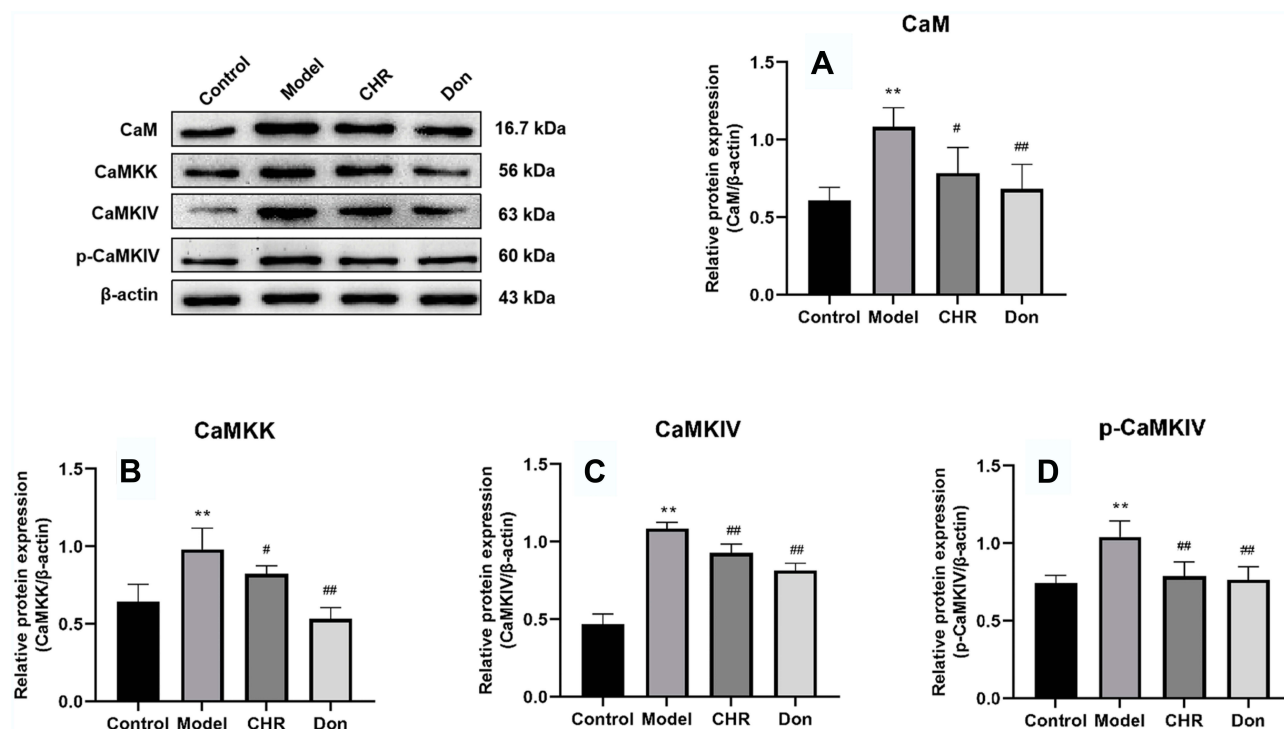 Control Model CHR Don
CaM 16.7 kDa
CaMKK 56 kDa
CaMKIV 63 kDa
p-CaMKIV 60 kDa
β-actin 43 kDa
CaM
A
Relative protein expression
(CaM/β-actin)
1.5
1.0
0.5
0.0
**
#
##
Control Model CHR Don
CaMKK
B
Relative protein expression
(CaMKK/β-actin)
1.5
1.0
0.5
0.0
**
#
##
Control Model CHR Don
CaMKIV
C
Relative protein expression
(CaMKIV/β-actin)
1.5
1.0
0.5
0.0
**
##
##
Control Model CHR Don
p-CaMKIV
D
Relative protein expression
(p-CaMKIV/β-actin)
1.5
1.0
0.5
0.0
**
##
##
Control Model CHR Don